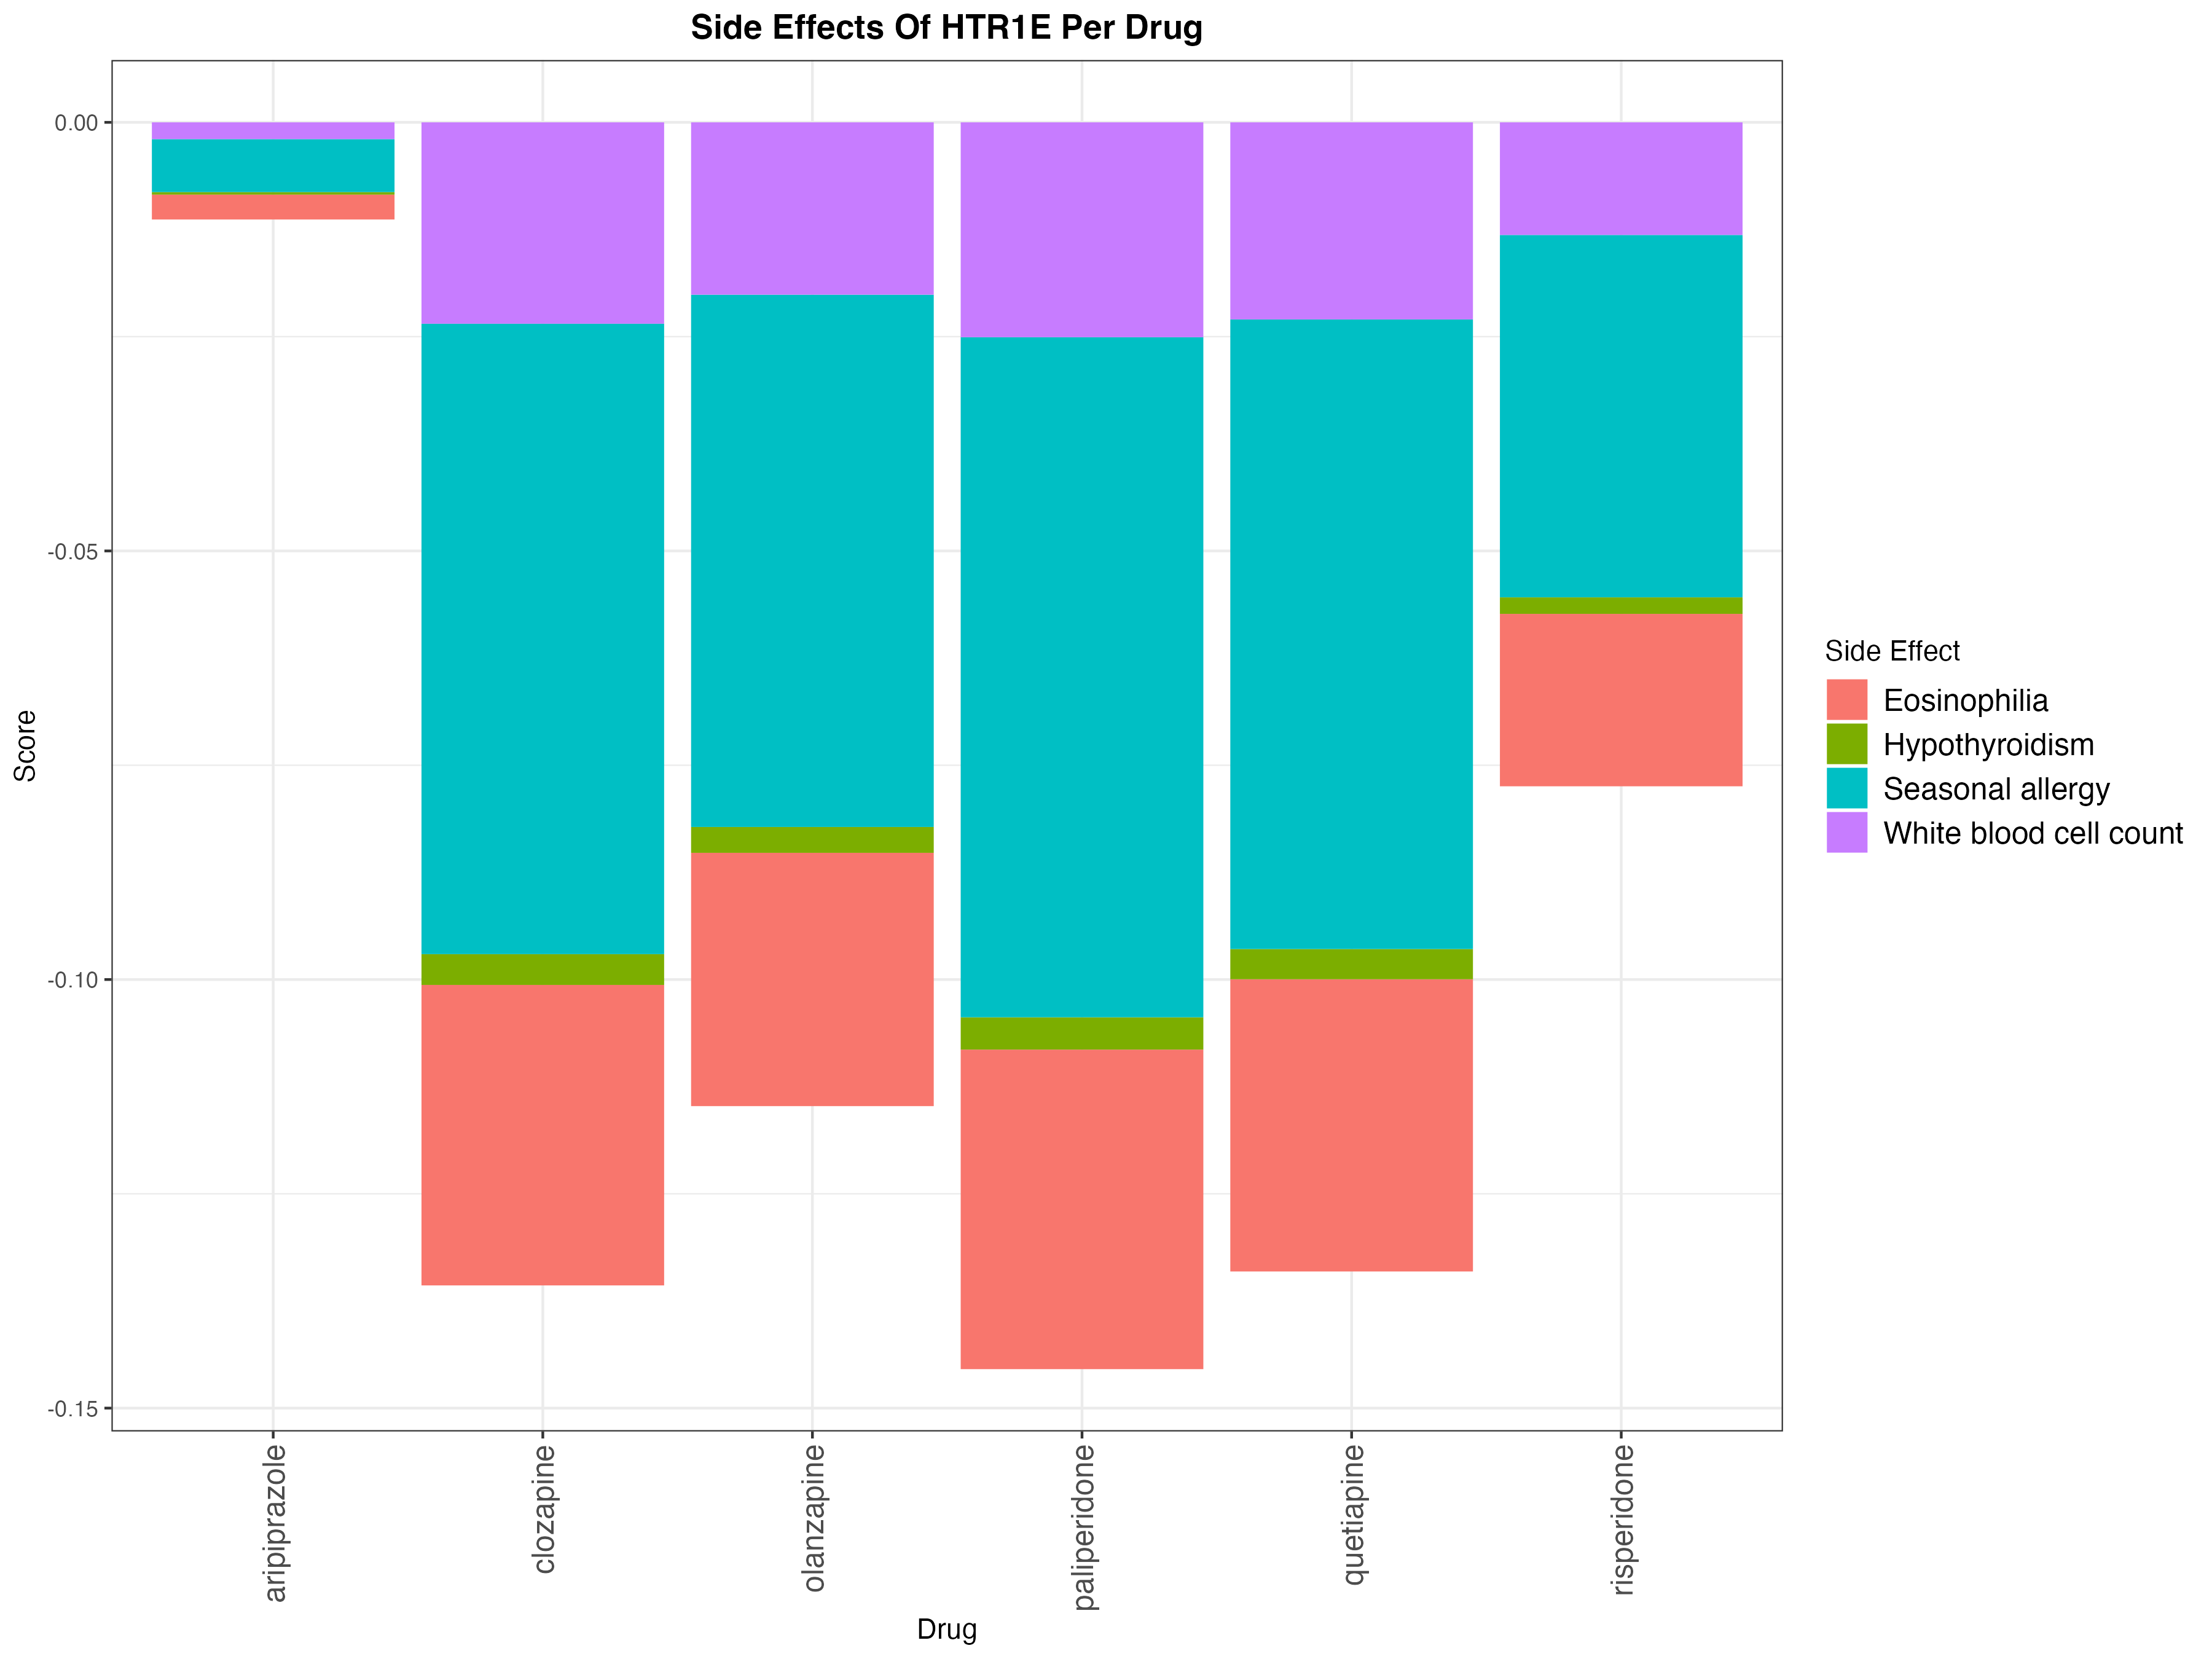 Side Effects Of HTR1E Per Drug
0.00
-0.05
-0.10
-0.15
Score
aripiprazole
clozapine
olanzapine
paliperidone
quetiapine
risperidone
Drug
Side Effect
Eosinophilia
Hypothyroidism
Seasonal allergy
White blood cell count